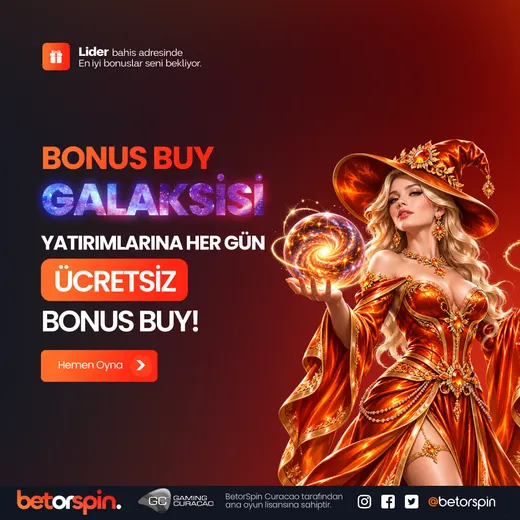 Lider bahis adresinde
En iyi bonuslar seni bekliyor.
BONUS BUY
GALAKSİSİ
YATIRIMLARINA HER GÜN
ÜCRETSİZ
BONUS BUY!
Hemen Oyna
betorspin.
GC GAMING CURACAO
BetorSpin Curacao tarafından
ana oyun lisansına sahiptir.
@betorspin